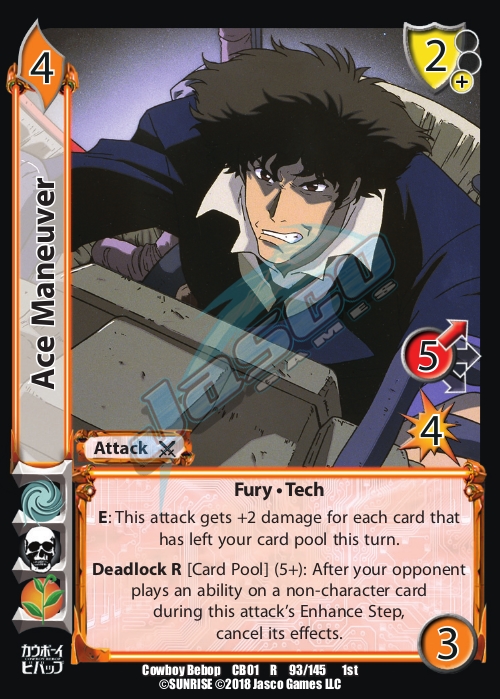 4
2
+
Ace Maneuver
JASCO
GAMES
5
4
Attack
Fury • Tech
E: This attack gets +2 damage for each card that
has left your card pool this turn.
Deadlock R [Card Pool] (5+): After your opponent
plays an ability on a non-character card
during this attack's Enhance Step,
cancel its effects.
3
カウボーイ
ビバップ
Cowboy Bebop CB01 R 93/145 1st
©SUNRISE ©2018 Jasco Games LLC